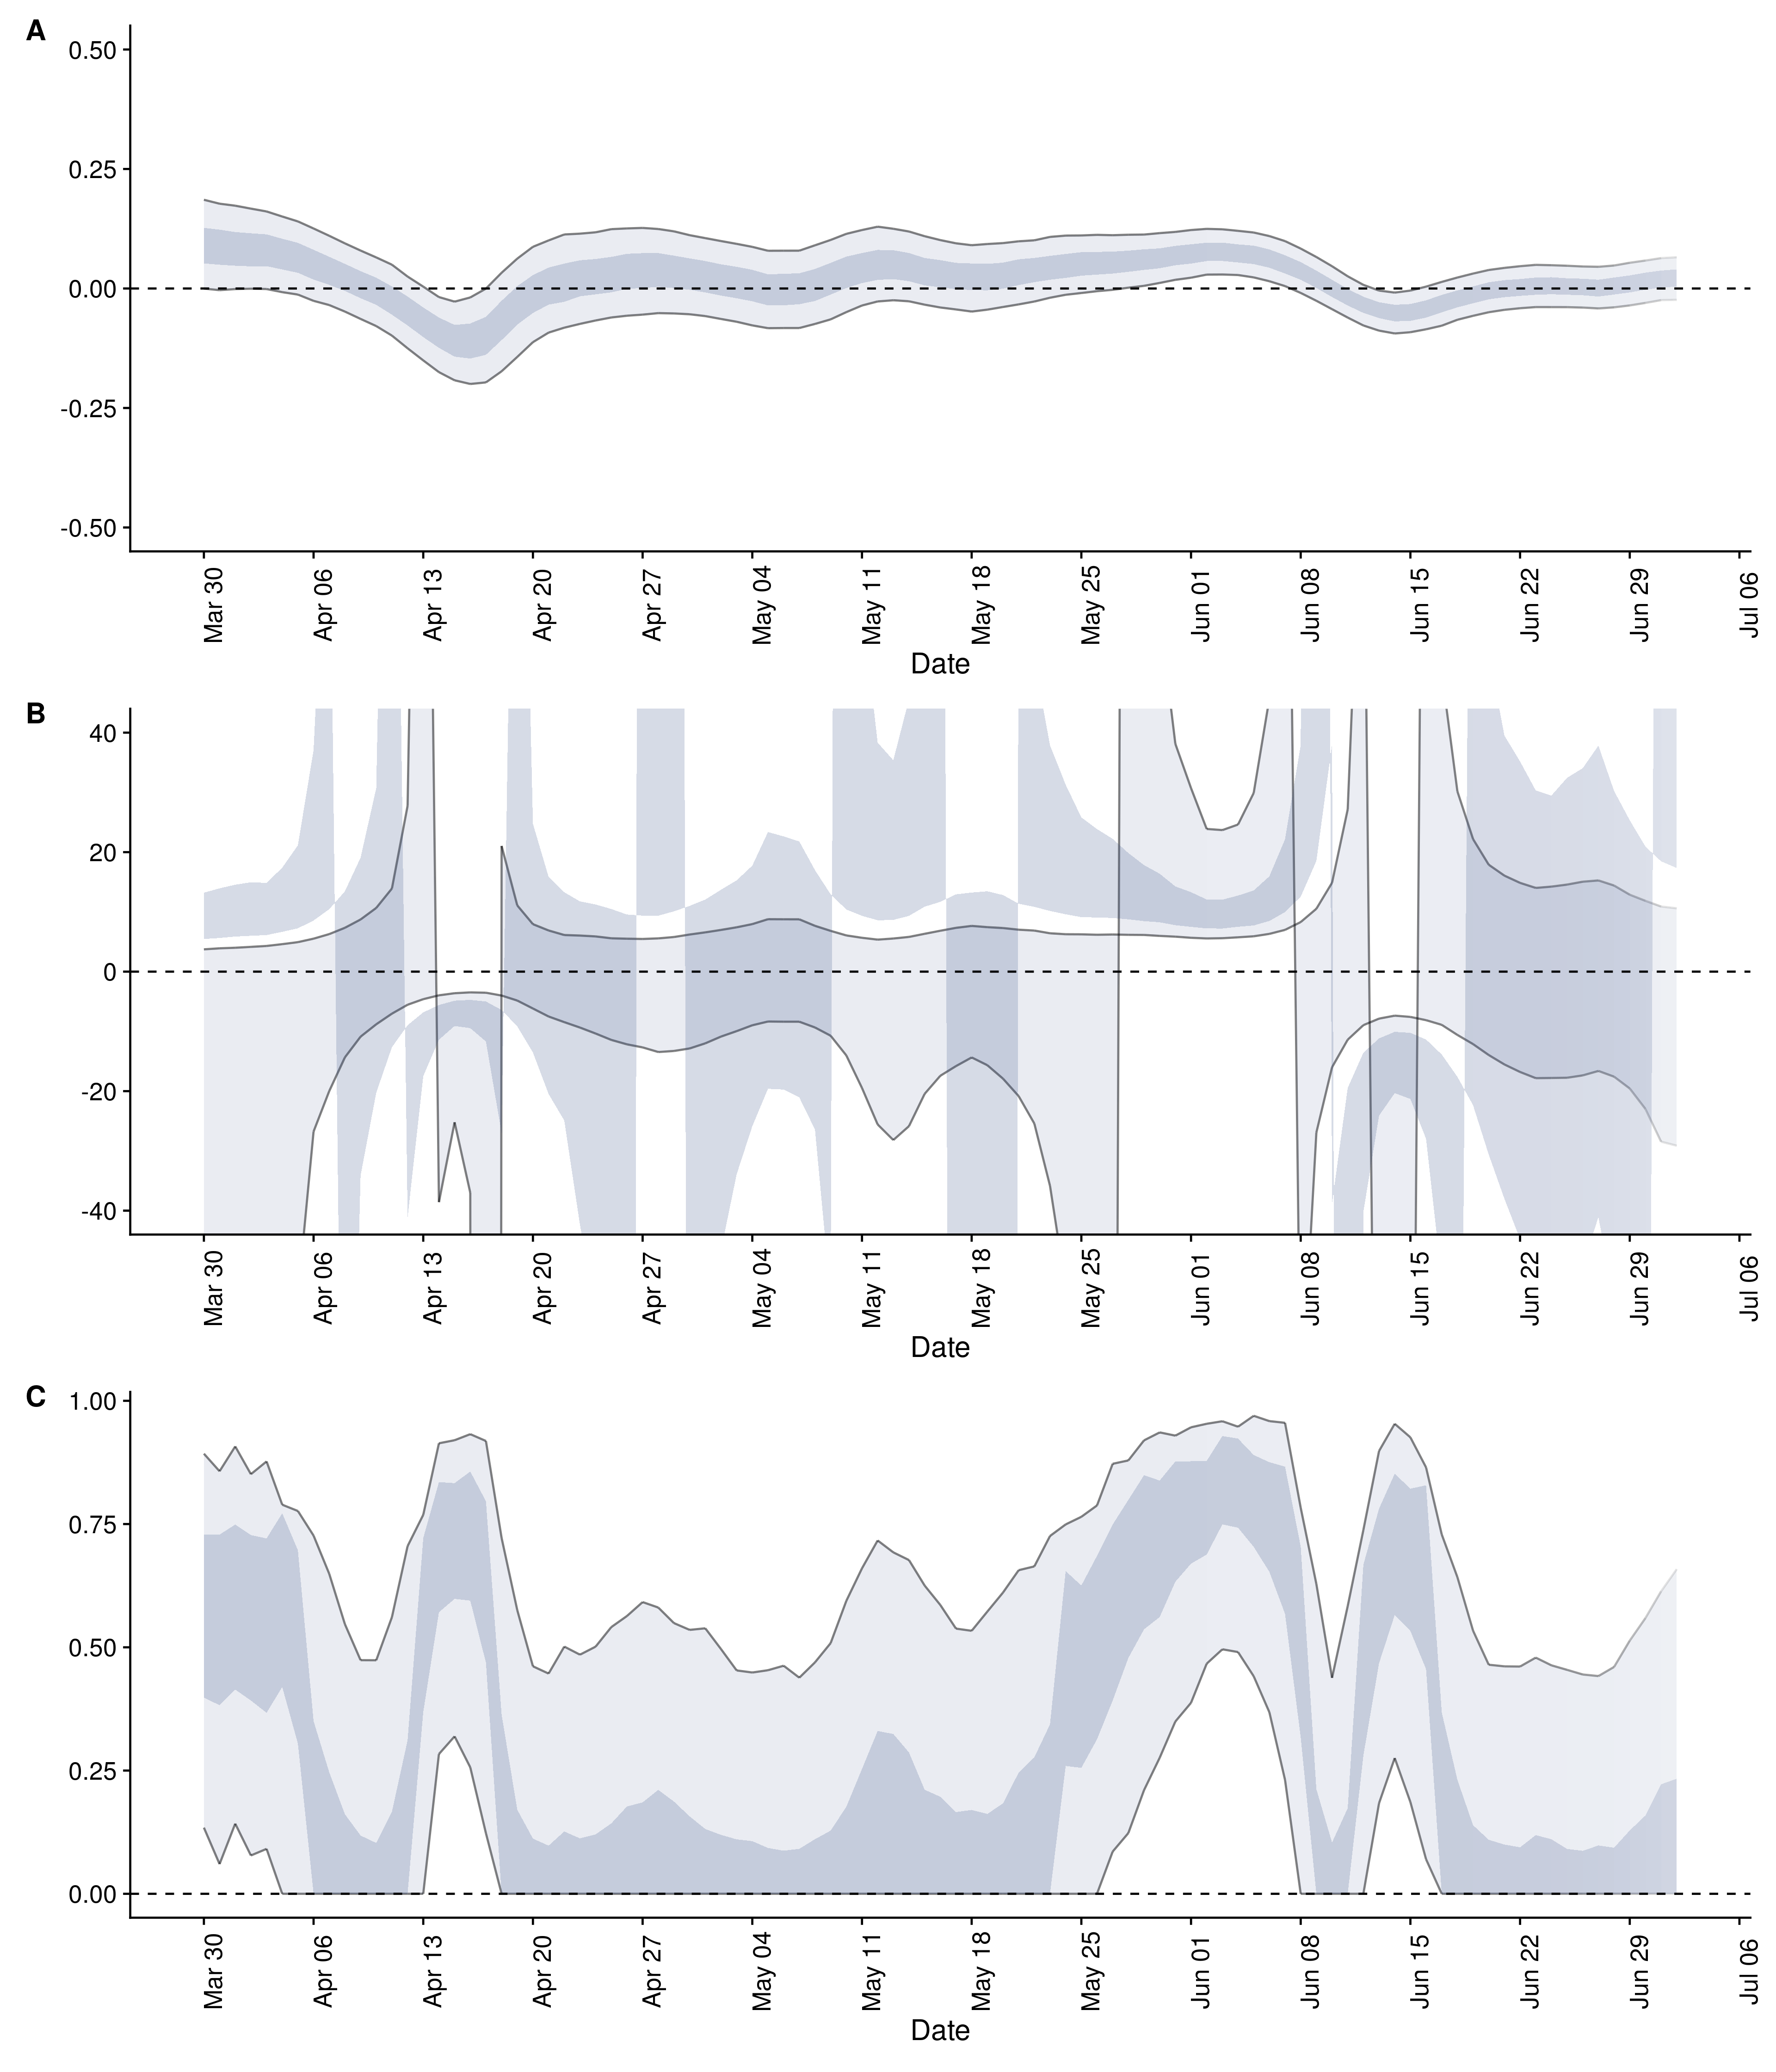 A
0.50
0.25
0.00
-0.25
-0.50
Mar 30
Apr 06
Apr 13
Apr 20
Apr 27
May 04
May 11
May 18
May 25
Jun 01
Jun 08
Jun 15
Jun 22
Jun 29
Jul 06
Date
B
40
20
0
-20
-40
Mar 30
Apr 06
Apr 13
Apr 20
Apr 27
May 04
May 11
May 18
May 25
Jun 01
Jun 08
Jun 15
Jun 22
Jun 29
Jul 06
Date
C
1.00
0.75
0.50
0.25
0.00
Mar 30
Apr 06
Apr 13
Apr 20
Apr 27
May 04
May 11
May 18
May 25
Jun 01
Jun 08
Jun 15
Jun 22
Jun 29
Jul 06
Date